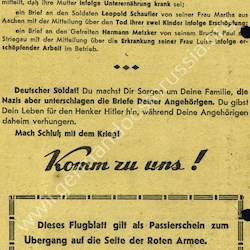 mitteilt, daß ihre Mutter infolge Unterernährung krank sei;
ein Brief an den Soldaten Leopold Schaufler von seiner Frau Martha aus
Aachen mit der Mitteilung über den Tod ihrer zwei Kinder infolge Erschöpfung;
ein Brief an den Gefreiten Hermann Metzker von seinem Bruder Paul
Striegau mit der Mitteilung über die Erkrankung seiner Frau Luise infolge er-
schöpfender Arbeit im Betrieb.
Deutscher Soldat! Du machst Dir Sorgen um Deine Familie,
die Nazis aber unterschlagen die Briefe Deiner Angehörigen. Du gibst
Dein Leben für den Henker Hitler hin, während Deine Angehörigen
daheim verhungern.
Mach Schluß mit dem Krieg!
Komm zu uns!
Dieses Flugblatt gilt als Passierschein zum
Übergang auf die Seite der Roten Armee.